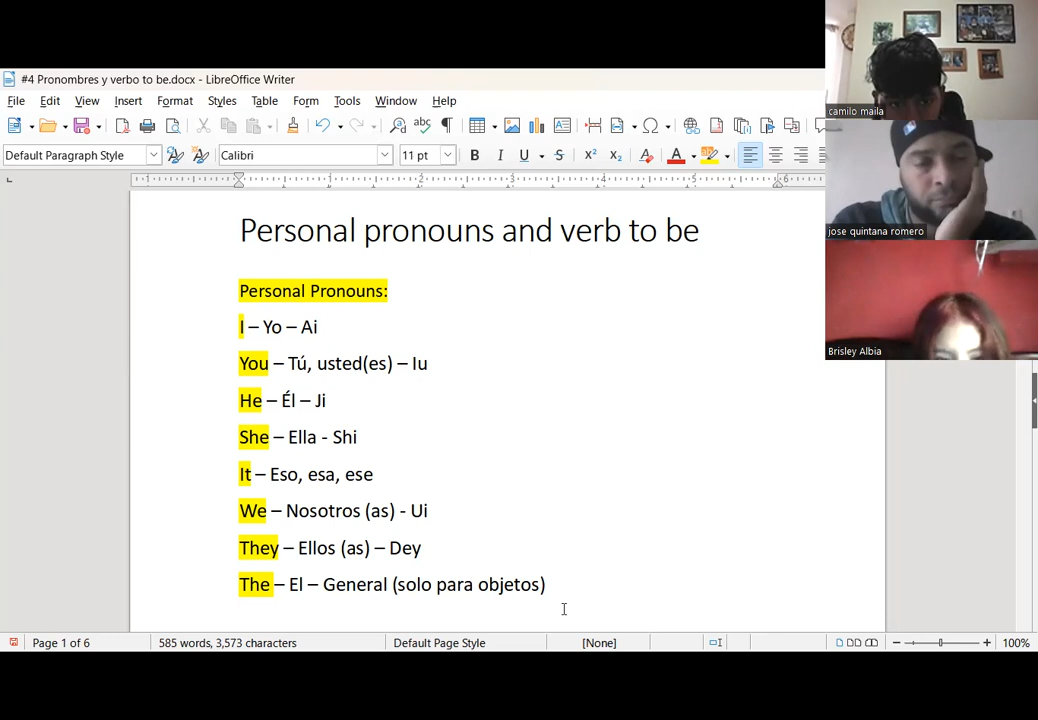 #4 Pronombres y verbo to be.docx - LibreOffice Writer
File Edit View Insert Format Styles Table Form Tools Window Help
Default Paragraph Style Calibri 11 pt
Personal pronouns and verb to be
Personal Pronouns:
I – Yo – Ai
You – Tú, usted(es) – Iu
He – Él – Ji
She – Ella - Shi
It – Eso, esa, ese
We – Nosotros (as) - Ui
They – Ellos (as) – Dey
The – El – General (solo para objetos)
Page 1 of 6 585 words, 3,573 characters Default Page Style [None] 100%
camilo maila
jose quintana romero
Brisley Albia